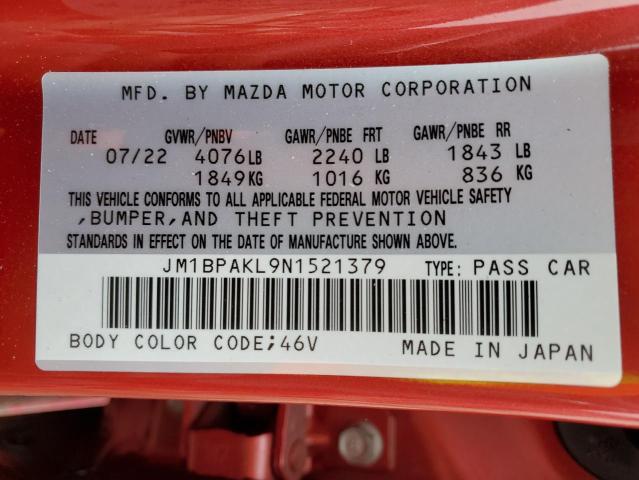 MFD. BY MAZDA MOTOR CORPORATION
DATE GVWR/PNBV GAWR/PNBE FRT GAWR/PNBE RR
07/22 4076LB 2240 LB 1843 LB
1849KG 1016 KG 836 KG
THIS VEHICLE CONFORMS TO ALL APPLICABLE FEDERAL MOTOR VEHICLE SAFETY
,BUMPER,AND THEFT PREVENTION
STANDARDS IN EFFECT ON THE DATE OF MANUFACTURE SHOWN ABOVE.
JM1BPAKL9N1521379 TYPE: PASS CAR
BODY COLOR CODE;46V MADE IN JAPAN